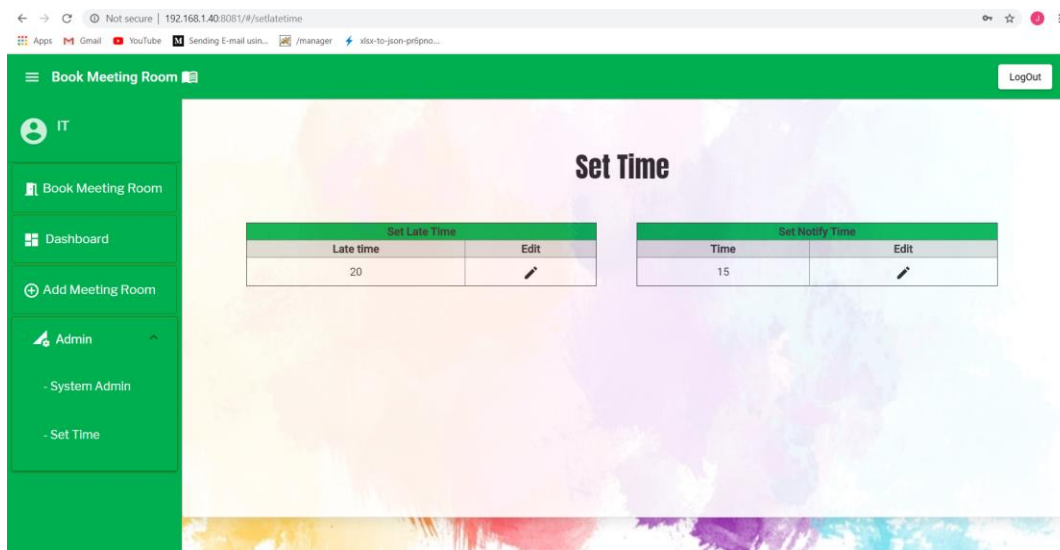 Not secure | 192.168.1.40:8081/#/setlatetime
Apps Gmail YouTube Sending E-mail usin... /manager xlsx-to-json-pr6pno...
Book Meeting Room
LogOut
IT
Book Meeting Room
Dashboard
Add Meeting Room
Admin
- System Admin
- Set Time
Set Time
Set Late Time
Late time Edit
20
Set Notify Time
Time Edit
15